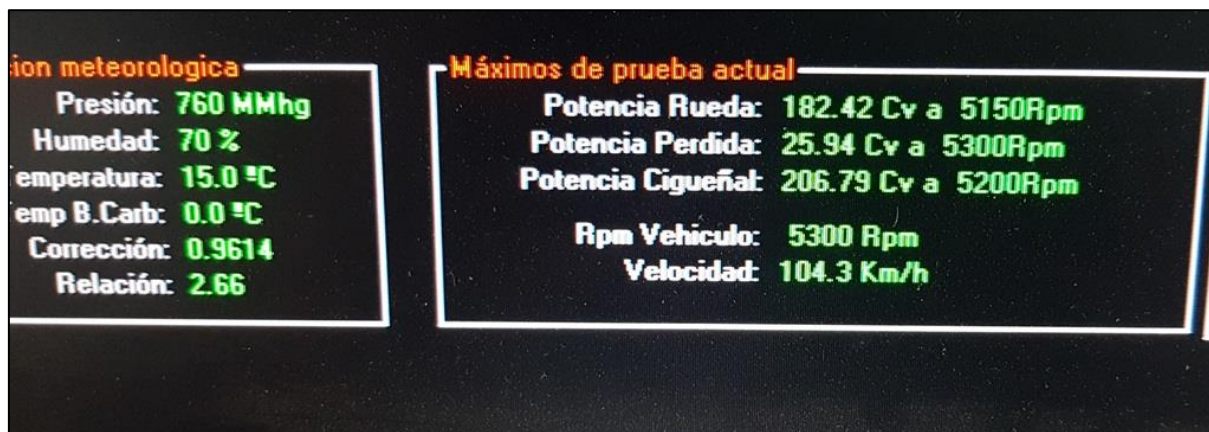 ion meteorologica
Presión: 760 MMhg
Humedad: 70 %
emperatura: 15.0 ºC
emp B.Carb: 0.0 ºC
Corrección: 0.9614
Relación: 2.66
Máximos de prueba actual
Potencia Rueda: 182.42 Cv a 5150Rpm
Potencia Perdida: 25.94 Cv a 5300Rpm
Potencia Cigueñal: 206.79 Cv a 5200Rpm
Rpm Vehiculo: 5300 Rpm
Velocidad: 104.3 Km/h